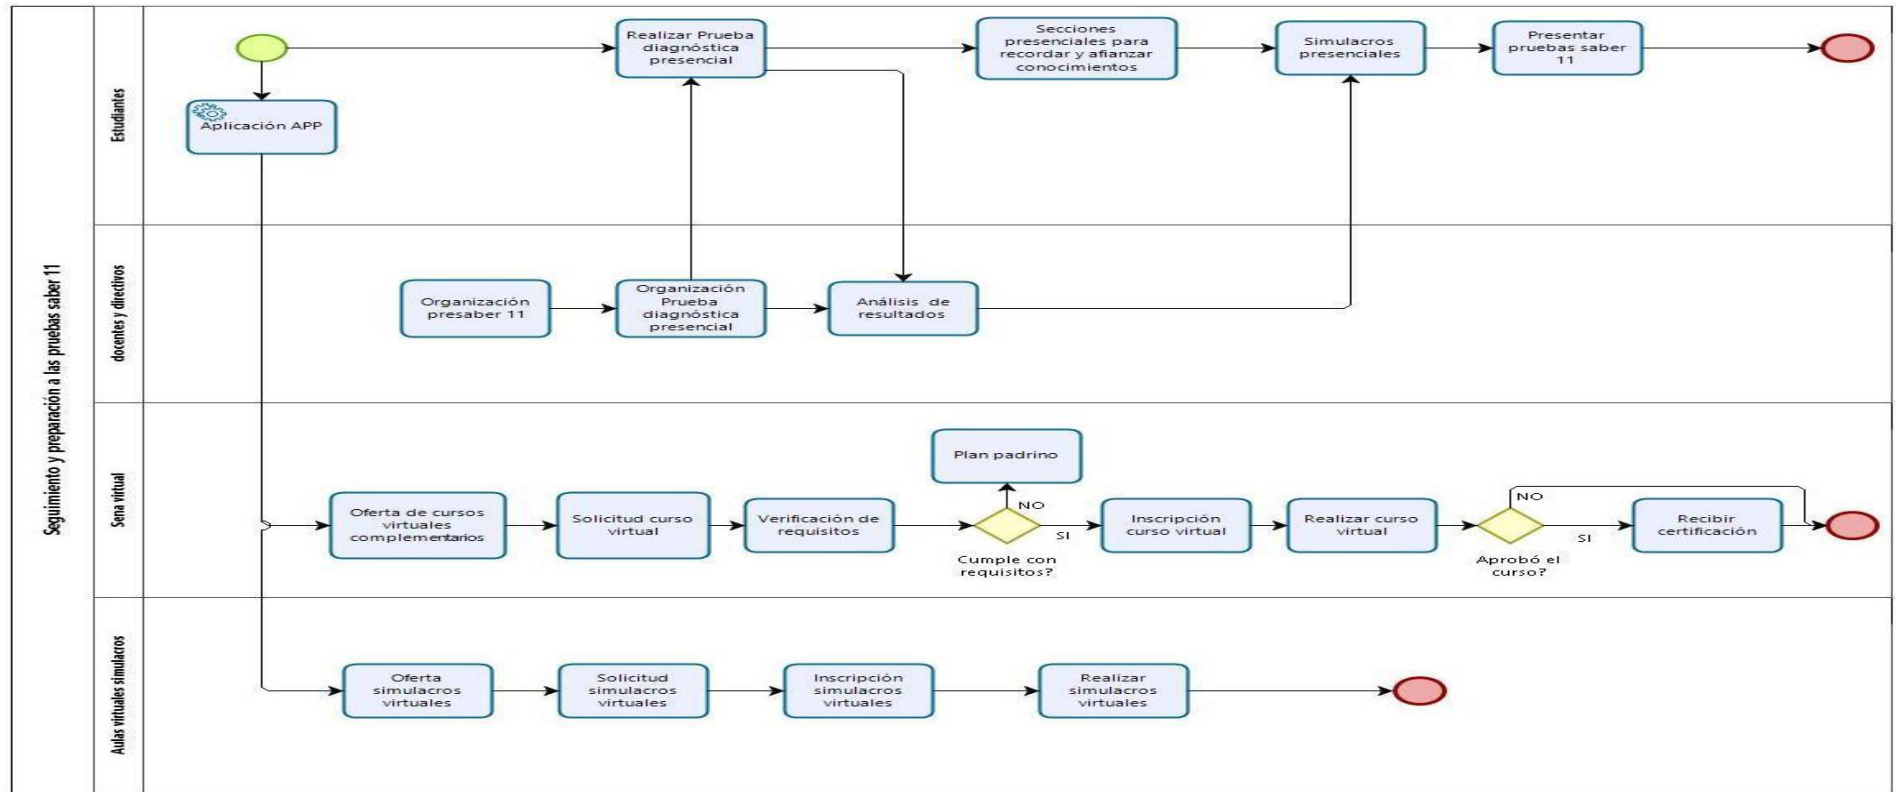 Seguimiento y preparación a las pruebas saber 11
Estudiantes
Realizar Prueba
diagnóstica
presencial
Secciones
presenciales para
recordar y afianzar
conocimientos
Simulacros
presenciales
Presentar
pruebas saber
11
Aplicación APP
docentes y directivos
Organización
presaber 11
Organización
Prueba
diagnóstica
presencial
Análisis de
resultados
Sena virtual
Plan padrino
NO
Oferta de cursos
virtuales
complementarios
Solicitud curso
virtual
Verificación de
requisitos
Cumple con
requisitos?
SI
Inscripción
curso virtual
Realizar curso
virtual
NO
Aprobó el
curso?
SI
Recibir
certificación
Aulas virtuales simulacros
Oferta
simulacros
virtuales
Solicitud
simulacros
virtuales
Inscripción
simulacros
virtuales
Realizar
simulacros
virtuales